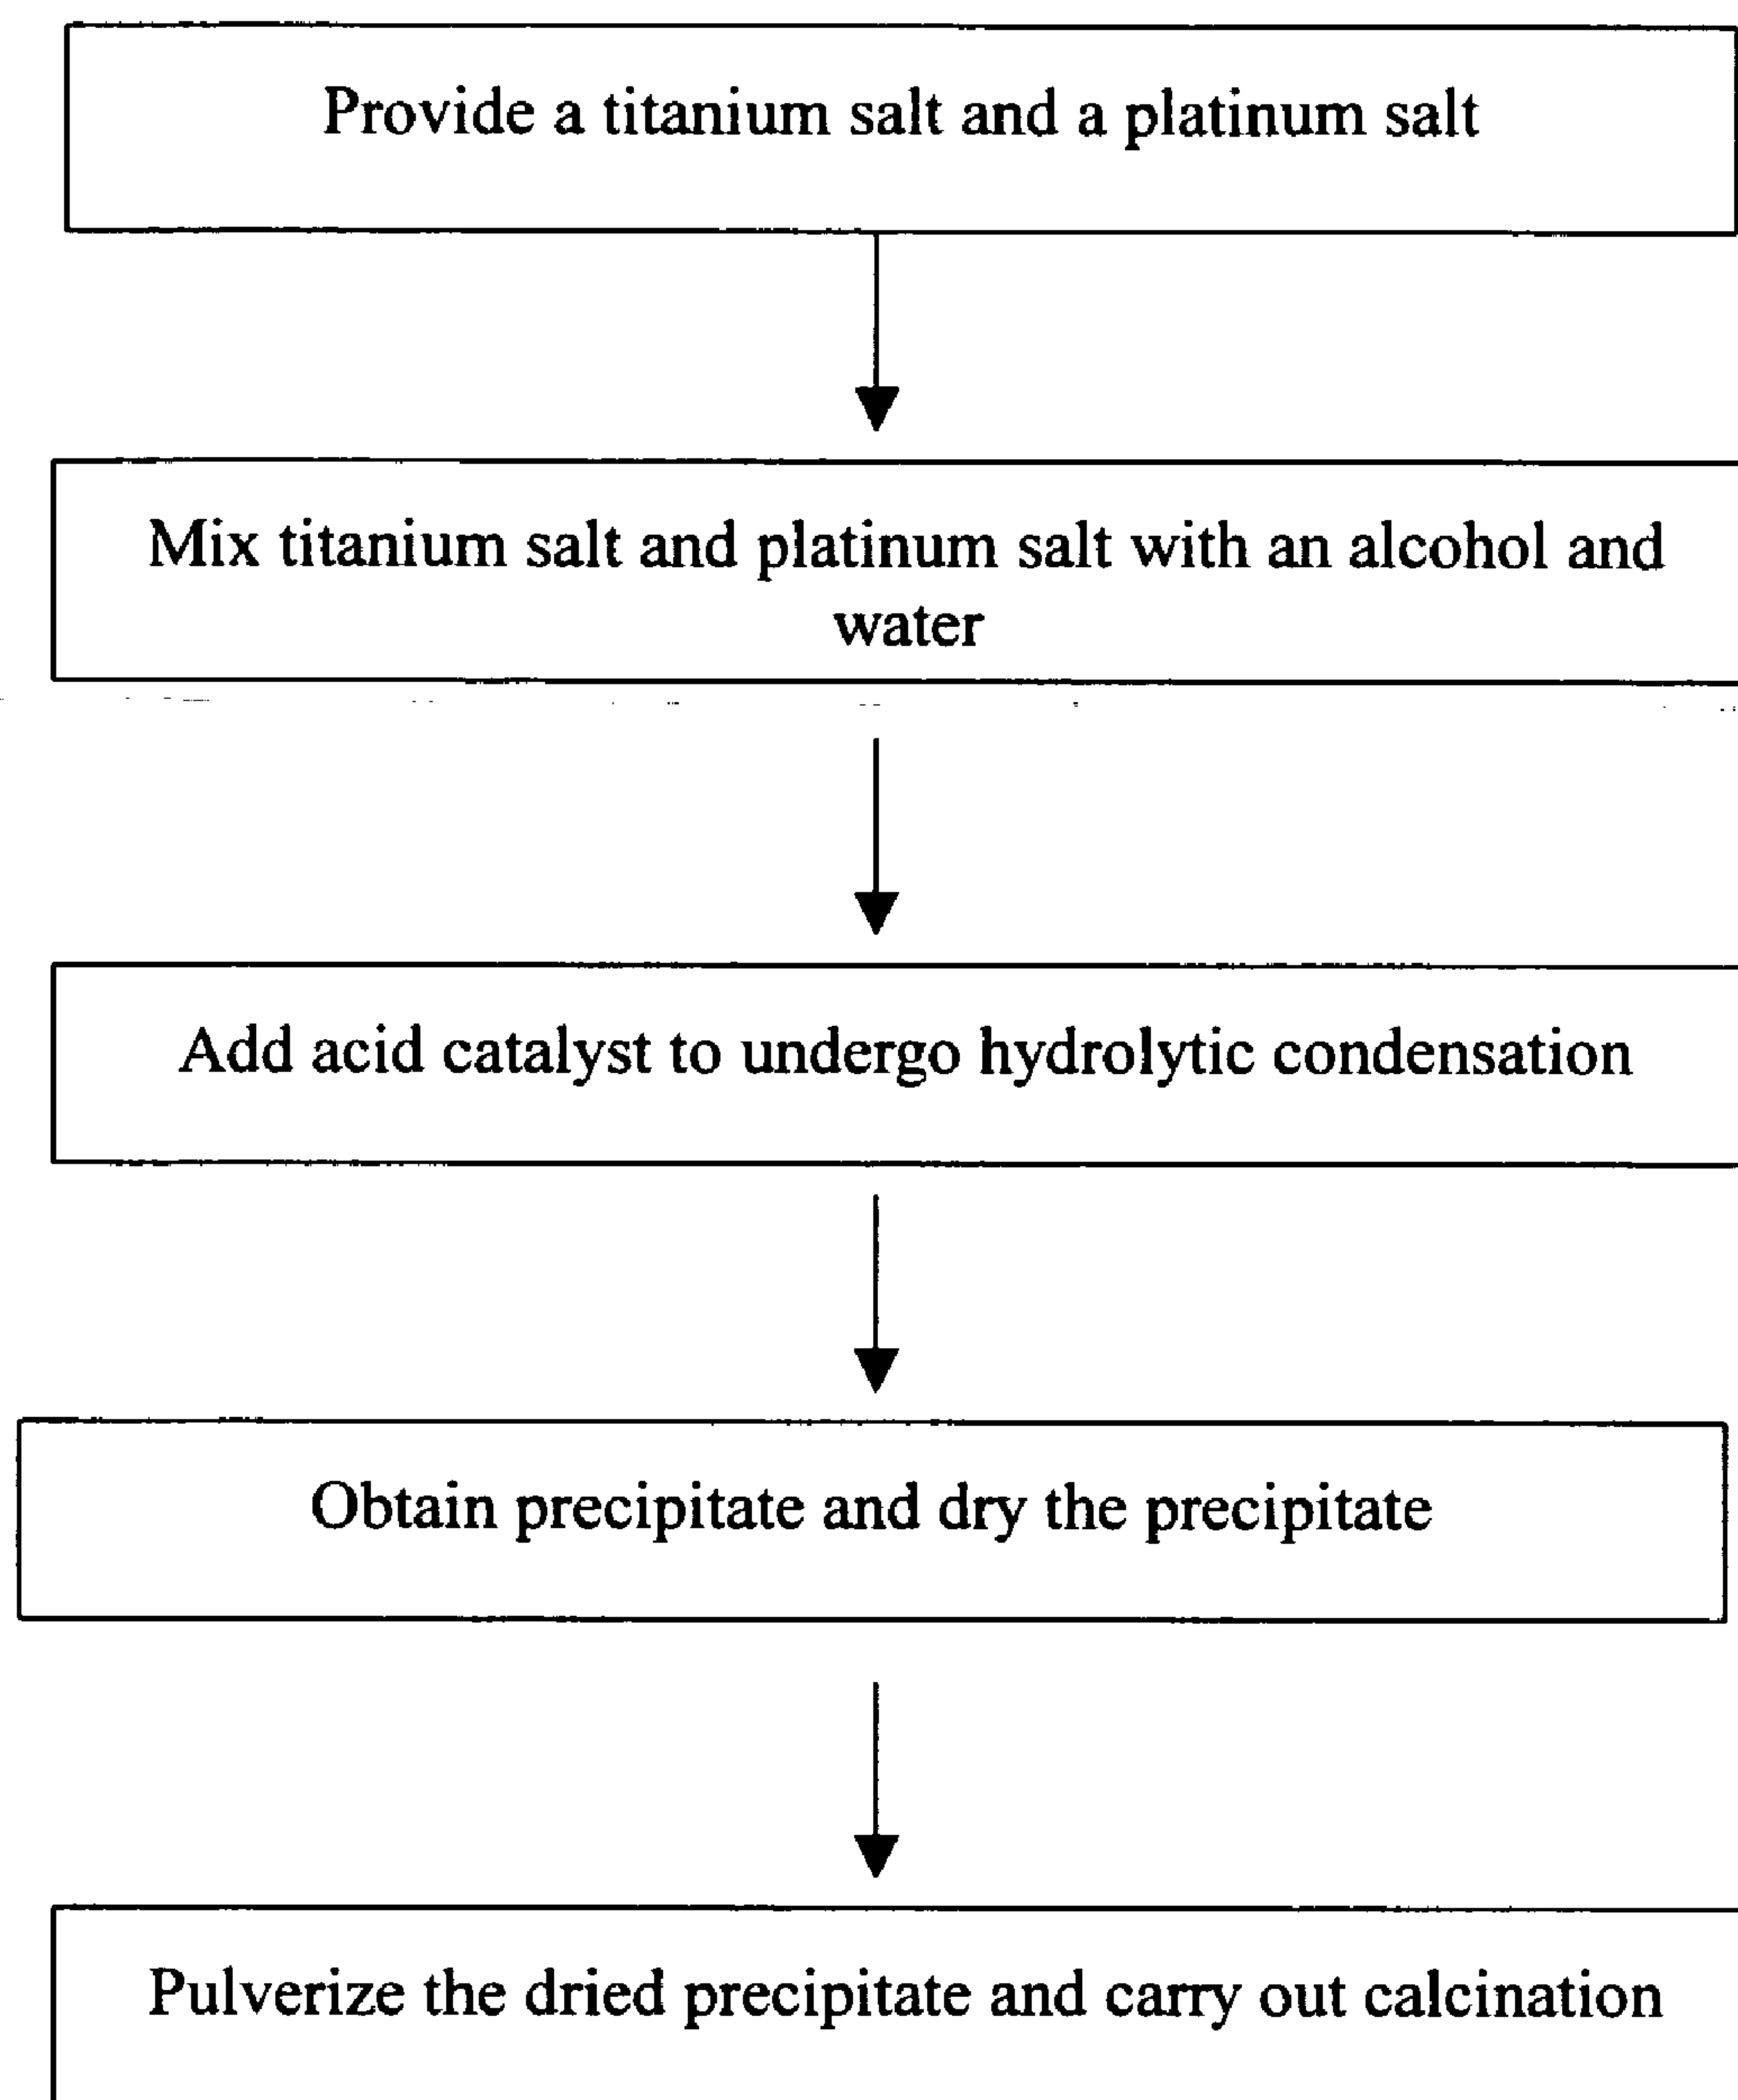 Provide a titanium salt and a platinum salt
Mix titanium salt and platinum salt with an alcohol and
water
Add acid catalyst to undergo hydrolytic condensation
Obtain precipitate and dry the precipitate
Pulverize the dried precipitate and carry out calcination